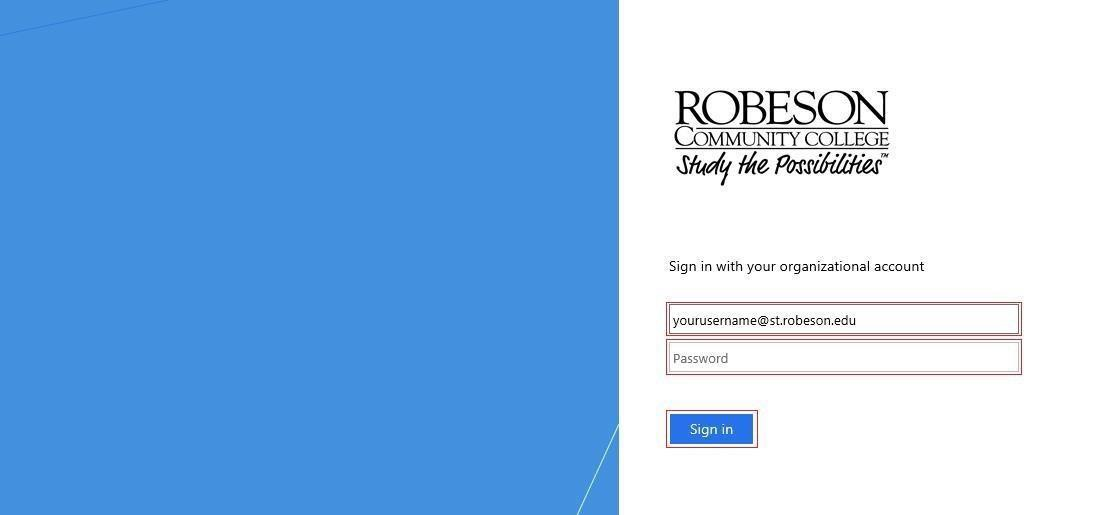 ROBESON
COMMUNITY COLLEGE
Study the Possibilities™
Sign in with your organizational account
yourusername@st.robeson.edu
Password
Sign in